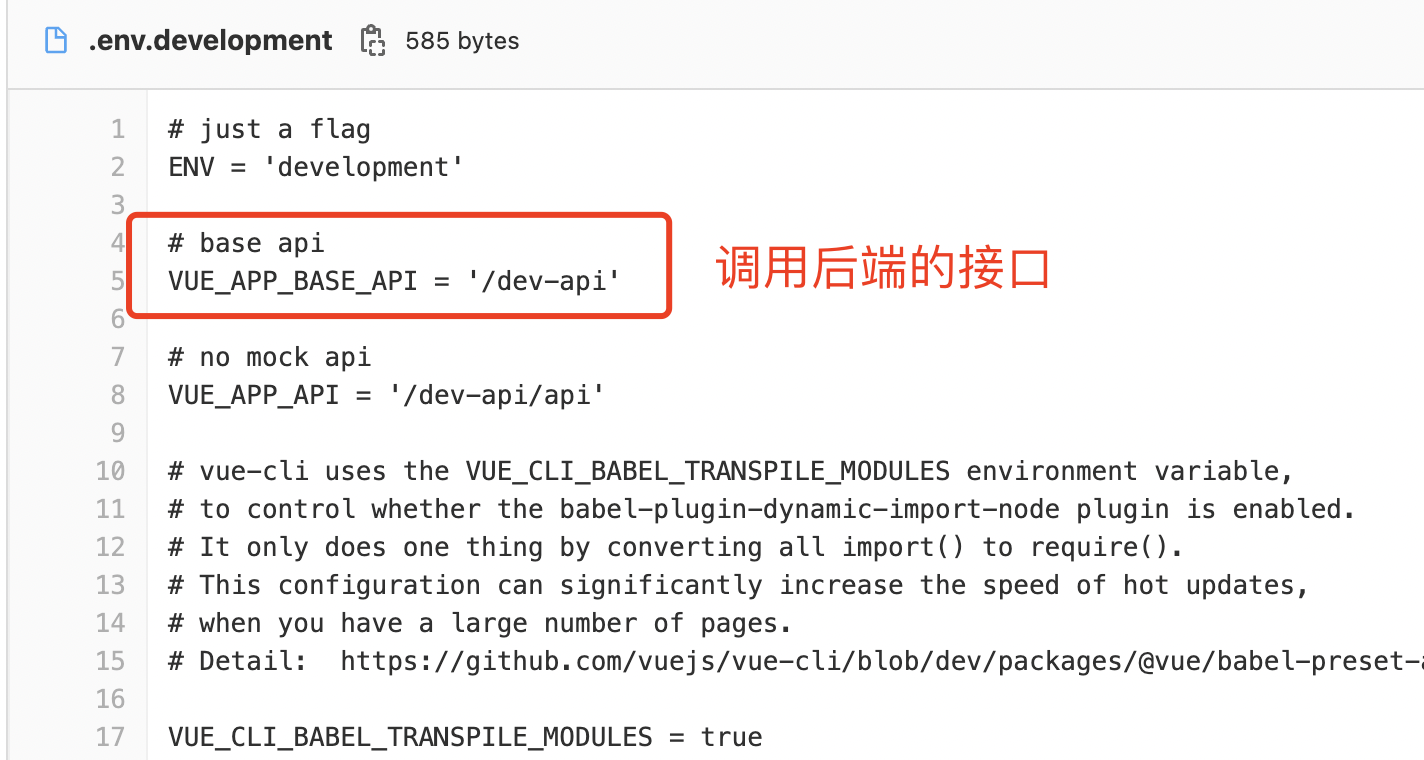 .env.development 585 bytes
1 # just a flag
2 ENV = 'development'
3
4 # base api
5 VUE_APP_BASE_API = '/dev-api'
调用后端的接口
6
7 # no mock api
8 VUE_APP_API = '/dev-api/api'
9
10 # vue-cli uses the VUE_CLI_BABEL_TRANSPILE_MODULES environment variable,
11 # to control whether the babel-plugin-dynamic-import-node plugin is enabled.
12 # It only does one thing by converting all import() to require().
13 # This configuration can significantly increase the speed of hot updates,
14 # when you have a large number of pages.
15 # Detail:  https://github.com/vuejs/vue-cli/blob/dev/packages/@vue/babel-preset-
16
17 VUE_CLI_BABEL_TRANSPILE_MODULES = true